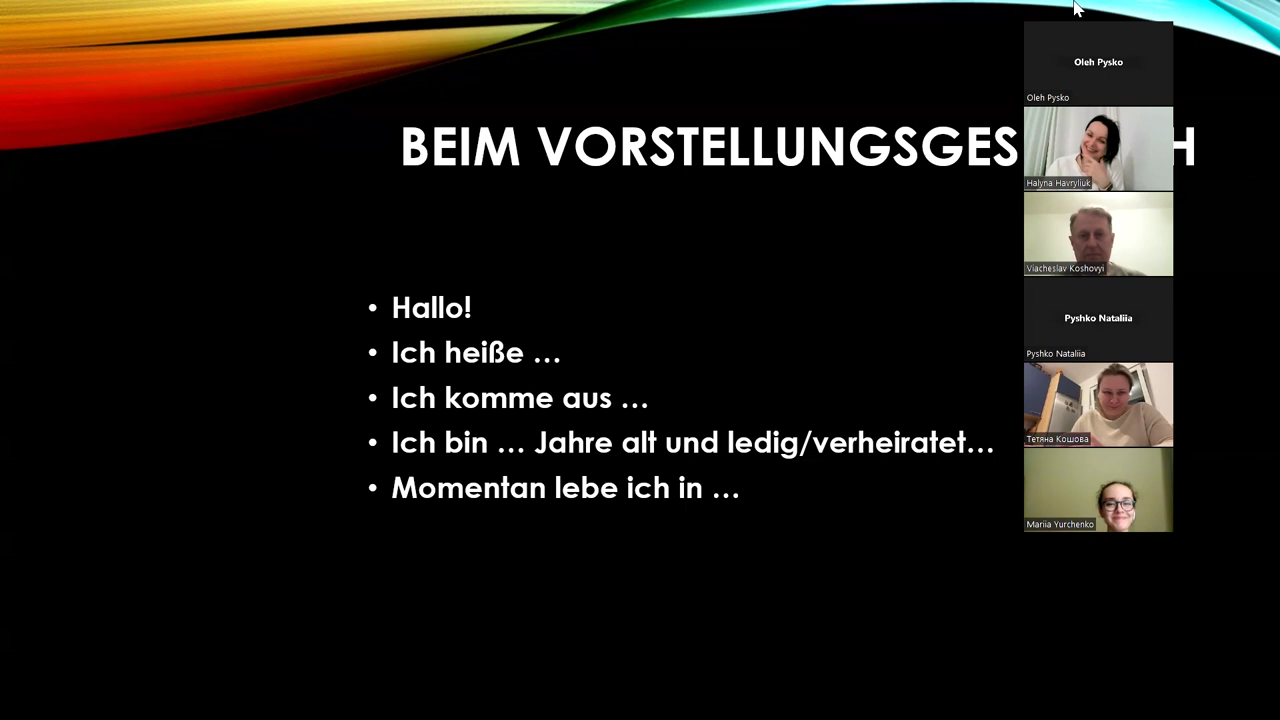 BEIM VORSTELLUNGSGES H
Hallo!
Ich heiße …
Ich komme aus …
Ich bin … Jahre alt und ledig/verheiratet…
Momentan lebe ich in …
Oleh Pysko
Oleh Pysko
Halyna Havryliuk
Viacheslav Koshovyi
Pyshko Nataliia
Pyshko Nataliia
Тетяна Кошова
Mariia Yurchenko